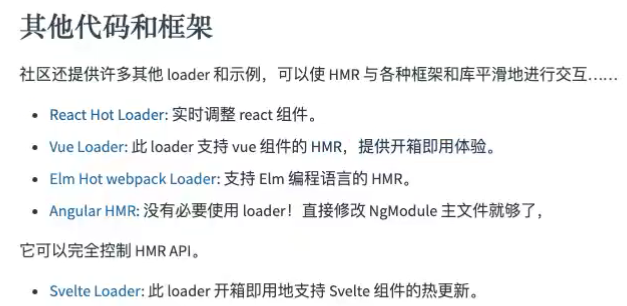 其他代码和框架
社区还提供许多其他 loader 和示例，可以使 HMR 与各种框架和库平滑地进行交互……
• React Hot Loader: 实时调整 react 组件。
• Vue Loader: 此 loader 支持 vue 组件的 HMR，提供开箱即用体验。
• Elm Hot webpack Loader: 支持 Elm 编程语言的 HMR。
• Angular HMR: 没有必要使用 loader！直接修改 NgModule 主文件就够了，
它可以完全控制 HMR API。
• Svelte Loader: 此 loader 开箱即用地支持 Svelte 组件的热更新。